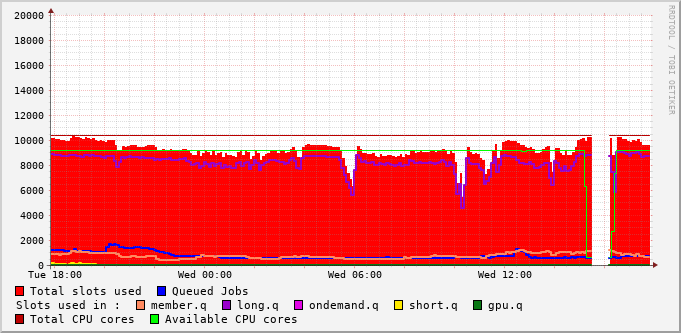 20000
18000
16000
14000
12000
10000
8000
6000
4000
2000
0
Tue 18:00 Wed 00:00 Wed 06:00 Wed 12:00
RRDTOOL / TOBI OETIKER
Total slots used Queued Jobs
Slots used in : member.q long.q ondemand.q short.q gpu.q
Total CPU cores Available CPU cores